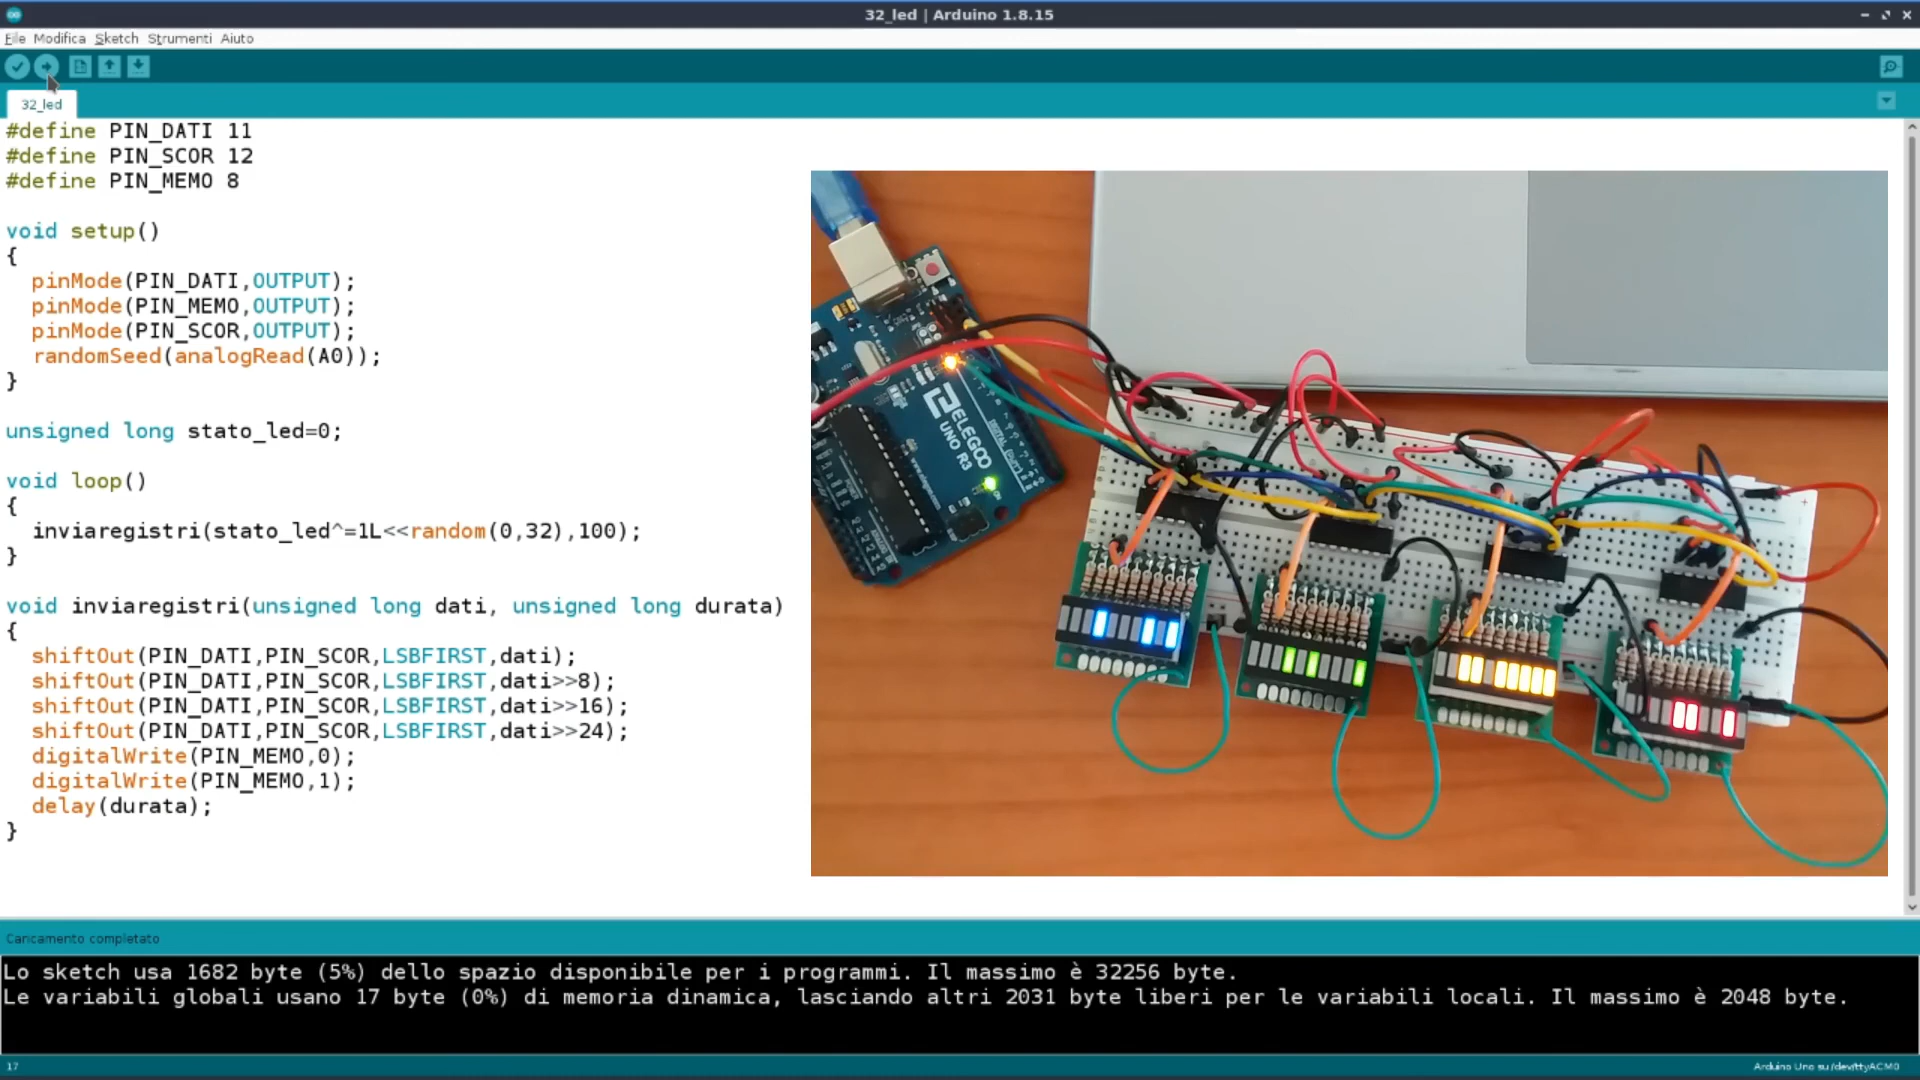 32_led | Arduino 1.8.15
File Modifica Sketch Strumenti Aiuto
32_led
#define PIN_DATI 11
#define PIN_SCOR 12
#define PIN_MEMO 8
void setup()
{
  pinMode(PIN_DATI,OUTPUT);
  pinMode(PIN_MEMO,OUTPUT);
  pinMode(PIN_SCOR,OUTPUT);
  randomSeed(analogRead(A0));
}
unsigned long stato_led=0;
void loop()
{
  inviaregistri(stato_led^=1L<<random(0,32),100);
}
void inviaregistri(unsigned long dati, unsigned long durata)
{
  shiftOut(PIN_DATI,PIN_SCOR,LSBFIRST,dati);
  shiftOut(PIN_DATI,PIN_SCOR,LSBFIRST,dati>>8);
  shiftOut(PIN_DATI,PIN_SCOR,LSBFIRST,dati>>16);
  shiftOut(PIN_DATI,PIN_SCOR,LSBFIRST,dati>>24);
  digitalWrite(PIN_MEMO,0);
  digitalWrite(PIN_MEMO,1);
  delay(durata);
}
ELEGOO
UNO R3
Caricamento completato
Lo sketch usa 1682 byte (5%) dello spazio disponibile per i programmi. Il massimo è 32256 byte.
Le variabili globali usano 17 byte (0%) di memoria dinamica, lasciando altri 2031 byte liberi per le variabili locali. Il massimo è 2048 byte.
17
Arduino Uno su /dev/ttyACM0